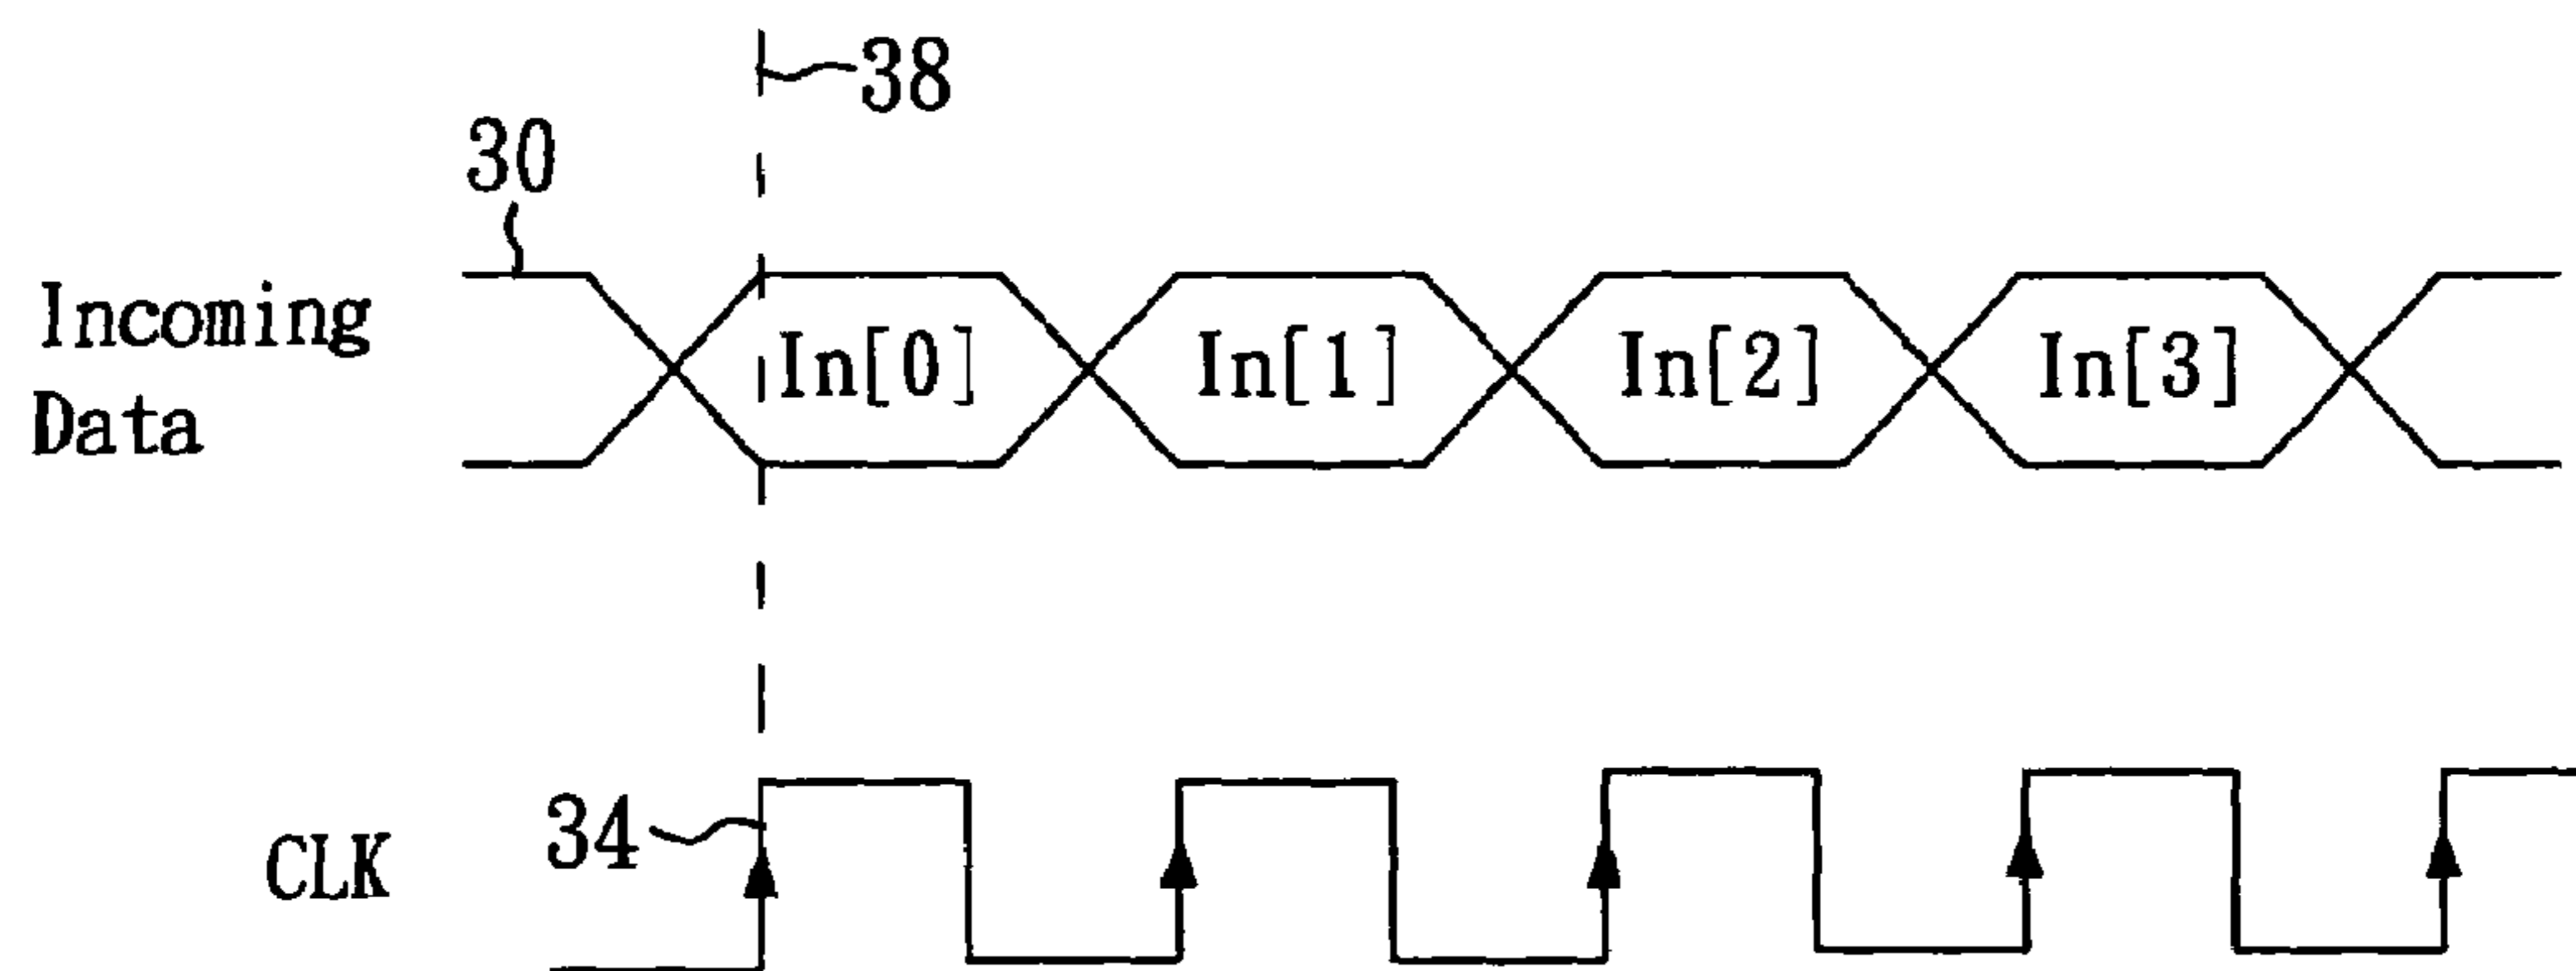 38
30
Incoming
Data
In[0]
In[1]
In[2]
In[3]
34
CLK